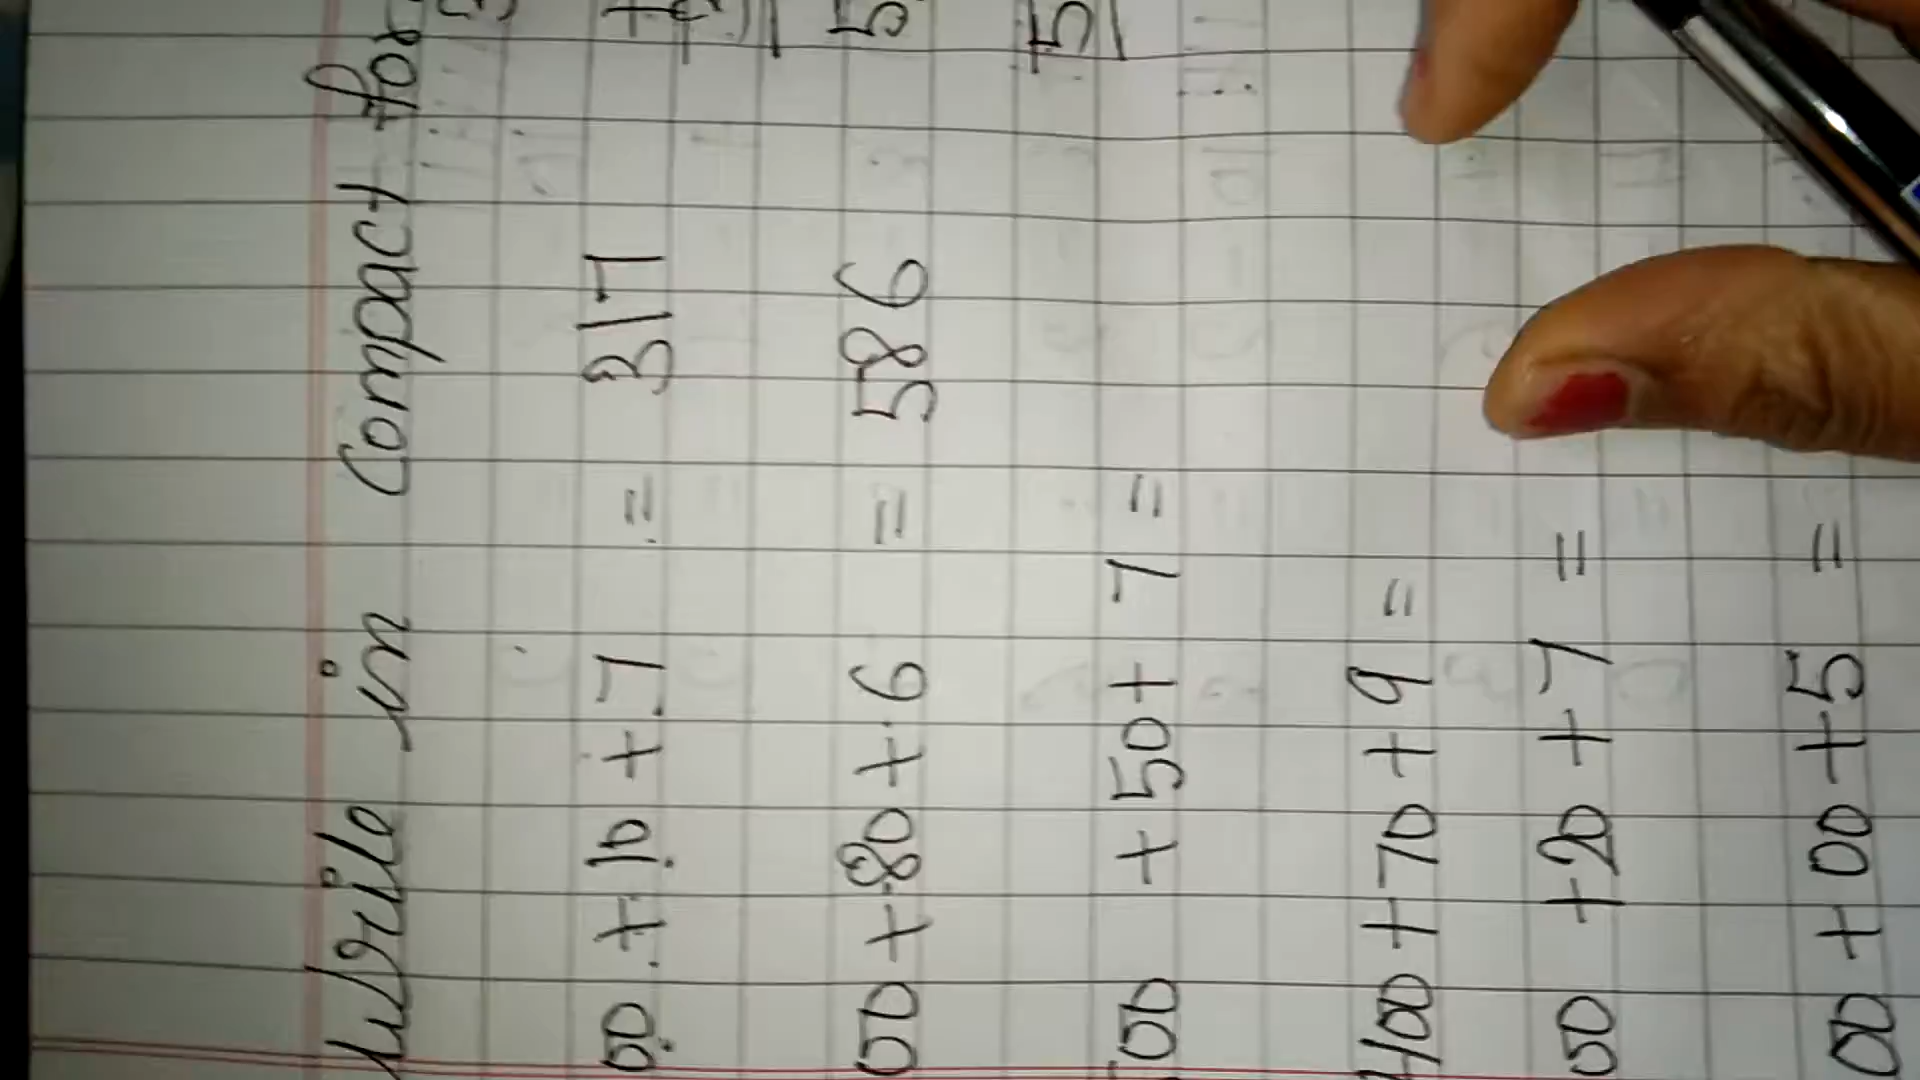 Write in Compact for
00 + 10 + 7 = 317
00 + 80 + 6 = 586
00 + 50 + 7 =
400 + 70 + 9 =
00 + 20 + 7 =
00 + 00 + 5 =